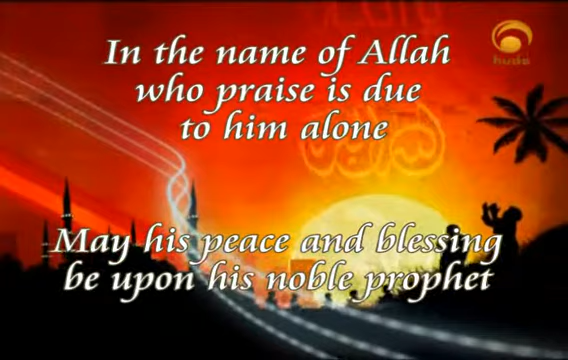 In the name of Allah
who praise is due
to him alone
huda
May his peace and blessing
be upon his noble prophet